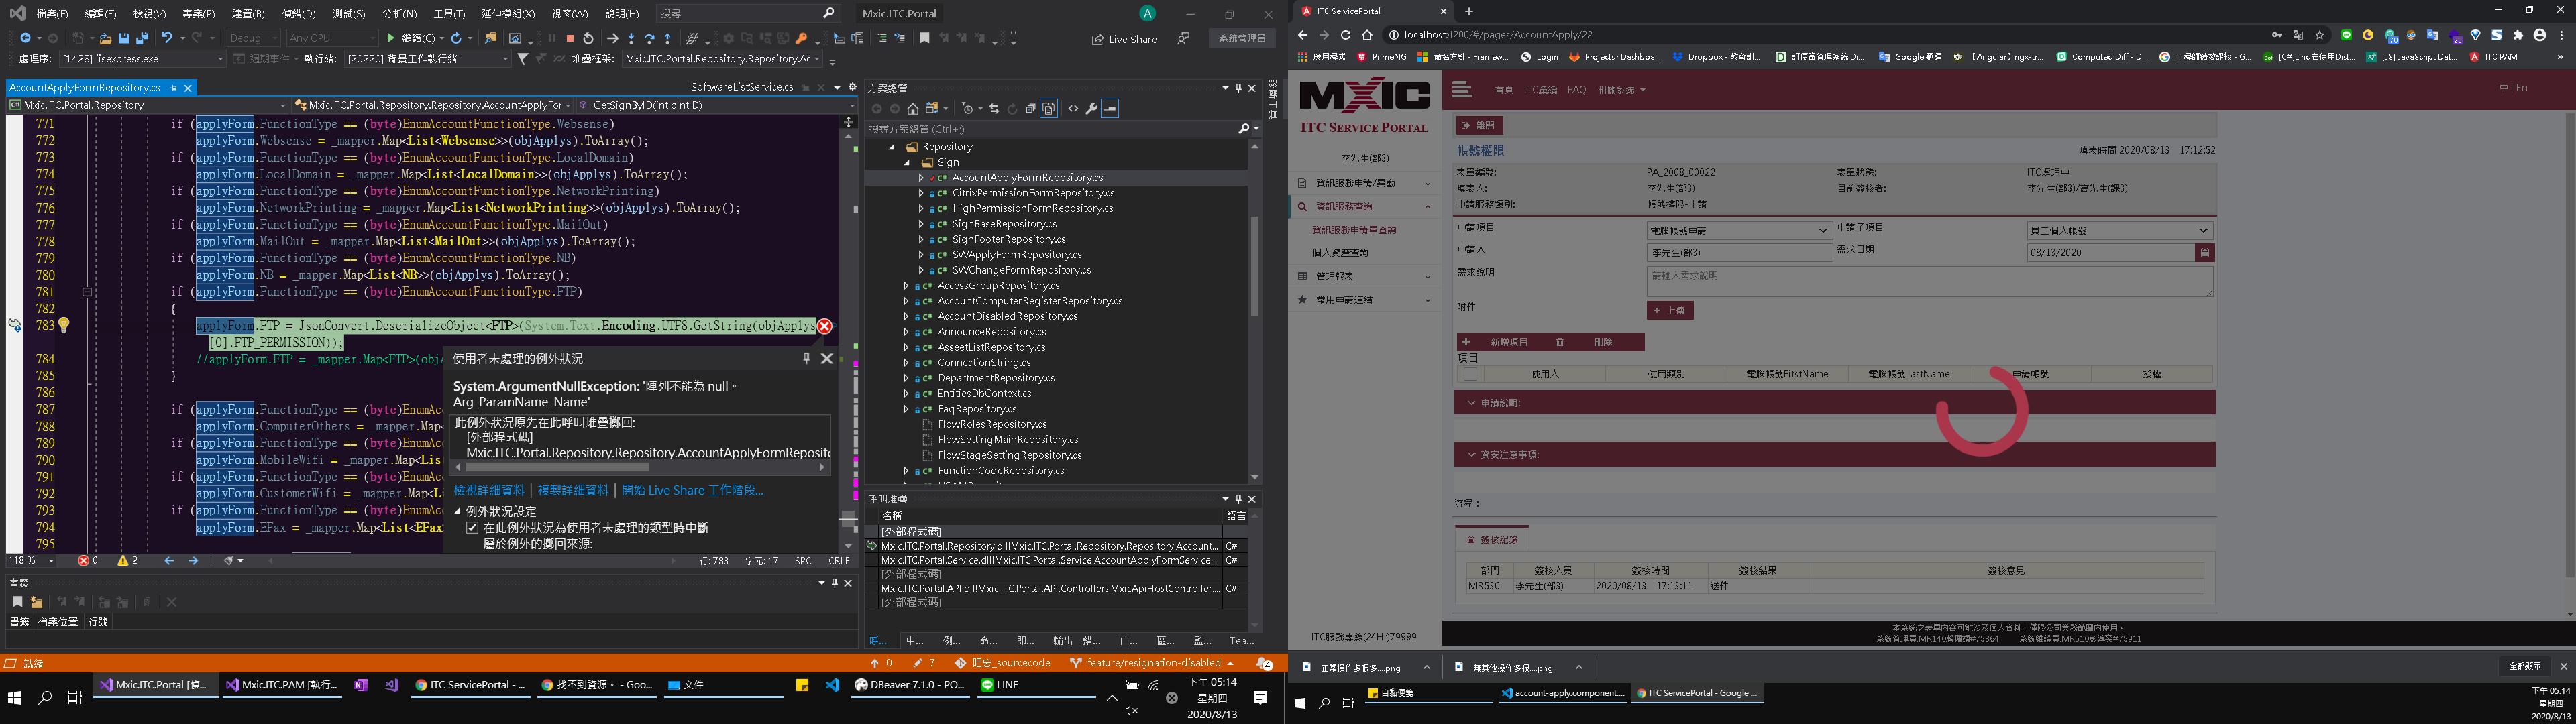 檔案(F) 編輯(E) 檢視(V) 專案(P) 建置(B) 偵錯(D) 測試(S) 分析(N) 工具(T) 延伸模組(X) 視窗(W) 說明(H) 搜尋 Mxic.ITC.Portal
Debug Any CPU 繼續(C) Live Share 系統管理員
處理序: [1428] iisexpress.exe 週期事件 執行緒: [20220] 背景工作執行緒 堆疊框架: Mxic.ITC.Portal.Repository.Repository.Ac
AccountApplyFormRepository.cs SoftwareListService.cs
Mxic.ITC.Portal.Repository Mxic.ITC.Portal.Repository.Repository.AccountApplyFor GetSignByID(int pIntID)
771 if (applyForm.FunctionType == (byte)EnumAccountFunctionType.Websense)
772 applyForm.Websense = _mapper.Map<List<Websense>>(objApplys).ToArray();
773 if (applyForm.FunctionType == (byte)EnumAccountFunctionType.LocalDomain)
774 applyForm.LocalDomain = _mapper.Map<List<LocalDomain>>(objApplys).ToArray();
775 if (applyForm.FunctionType == (byte)EnumAccountFunctionType.NetworkPrinting)
776 applyForm.NetworkPrinting = _mapper.Map<List<NetworkPrinting>>(objApplys).ToArray();
777 if (applyForm.FunctionType == (byte)EnumAccountFunctionType.MailOut)
778 applyForm.MailOut = _mapper.Map<List<MailOut>>(objApplys).ToArray();
779 if (applyForm.FunctionType == (byte)EnumAccountFunctionType.NB)
780 applyForm.NB = _mapper.Map<List<NB>>(objApplys).ToArray();
781 if (applyForm.FunctionType == (byte)EnumAccountFunctionType.FTP)
782 {
783 applyForm.FTP = JsonConvert.DeserializeObject<FTP>(System.Text.Encoding.UTF8.GetString(objApplys
[0].FTP_PERMISSION));
784 //applyForm.FTP = _mapper.Map<FTP>(obj
785 }
786
787 if (applyForm.FunctionType == (byte)EnumAcco
788 applyForm.ComputerOthers = _mapper.Map<
789 if (applyForm.FunctionType == (byte)EnumAcco
790 applyForm.MobileWifi = _mapper.Map<List
791 if (applyForm.FunctionType == (byte)EnumAcco
792 applyForm.CustomerWifi = _mapper.Map<Li
793 if (applyForm.FunctionType == (byte)EnumAcco
794 applyForm.EFax = _mapper.Map<List<EFax
795
使用者未處理的例外狀況
System.ArgumentNullException: '陣列不能為 null。
Arg_ParamName_Name'
此例外狀況原先在此呼叫堆疊擲回:
[外部程式碼]
Mxic.ITC.Portal.Repository.Repository.AccountApplyFormReposito
檢視詳細資料 | 複製詳細資料 | 開始 Live Share 工作階段...
例外狀況設定
在此例外狀況為使用者未處理的類型時中斷
屬於例外的擲回來源:
118 % 0 2 行: 783 字元: 17 SPC CRLF
書籤
書籤 檔案位置 行號
方案總管
搜尋方案總管 (Ctrl+;)
Repository
Sign
AccountApplyFormRepository.cs
CitrixPermissionFormRepository.cs
HighPermissionFormRepository.cs
SignBaseRepository.cs
SignFooterRepository.cs
SWApplyFormRepository.cs
SWChangeFormRepository.cs
AccessGroupRepository.cs
AccountComputerRegisterRepository.cs
AccountDisabledRepository.cs
AnnounceRepository.cs
AsseetListRepository.cs
ConnectionString.cs
DepartmentRepository.cs
EntitiesDbContext.cs
FaqRepository.cs
FlowRolesRepository.cs
FlowSettingMainRepository.cs
FlowStageSettingRepository.cs
FunctionCodeRepository.cs
診斷工具
呼叫堆疊
名稱 語言
[外部程式碼]
Mxic.ITC.Portal.Repository.dll!Mxic.ITC.Portal.Repository.Repository.Account... C#
Mxic.ITC.Portal.Service.dll!Mxic.ITC.Portal.Service.AccountApplyFormService.... C#
[外部程式碼]
Mxic.ITC.Portal.API.dll!Mxic.ITC.Portal.API.Controllers.MxicApiHostController.... C#
[外部程式碼]
呼... 中... 例... 命... 即... 輸出 錯... 自... 區... 監... Tea...
就緒 0 7 旺宏_sourcecode feature/resignation-disabled 4
Mxic.ITC.Portal [偵... Mxic.ITC.PAM [執行... ITC ServicePortal - ... 找不到資源。 - Goo... 文件 DBeaver 7.1.0 - PO... LINE
下午 05:14
星期四
2020/8/13
ITC ServicePortal
localhost:4200/#/pages/AccountApply/22
應用程式 PrimeNG 命名方針 - Framew... Login Projects · Dashboa... Dropbox - 教育訓... 訂便當管理系統 Di... Google 翻譯 【Angular】ngx-tr... Computed Diff - D... 工程師績效評核 - G... [C#]Linq在使用Dist... [JS] JavaScript Dat... ITC PAM
MXIC
ITC SERVICE PORTAL
李先生(部3)
資訊服務申請/異動
資訊服務查詢
資訊服務申請單查詢
個人資產查詢
管理報表
常用申請連結
ITC服務專線(24Hr)79999
首頁 ITC彙編 FAQ 相關系統 中 | En
離開
帳號權限 填表時間 2020/08/13 17:12:52
表單編號: PA_2008_00022 表單狀態: ITC處理中
填表人: 李先生(部3) 目前簽核者: 李先生(部3)/高先生(課3)
申請服務類別: 帳號權限-申請
申請項目 電腦帳號申請 申請子項目 員工個人帳號
申請人 李先生(部3) 需求日期 08/13/2020
需求說明 請輸入需求說明
附件 上傳
新增項目 刪除
項目
使用人 使用類別 電腦帳號FItstName 電腦帳號LastName 申請帳號 授權
申請說明:
資安注意事項:
流程：
簽核紀錄
部門 簽核人員 簽核時間 簽核結果 簽核意見
MR530 李先生(部3) 2020/08/13 17:13:11 送件
本系統之表單內容可能涉及個人資料，僅限公司業務範圍內使用。
正常操作多很多....png 無其他操作多很....png 全部顯示
自黏便箋 account-apply.component.... ITC ServicePortal - Google ...
下午 05:14
星期四
2020/8/13